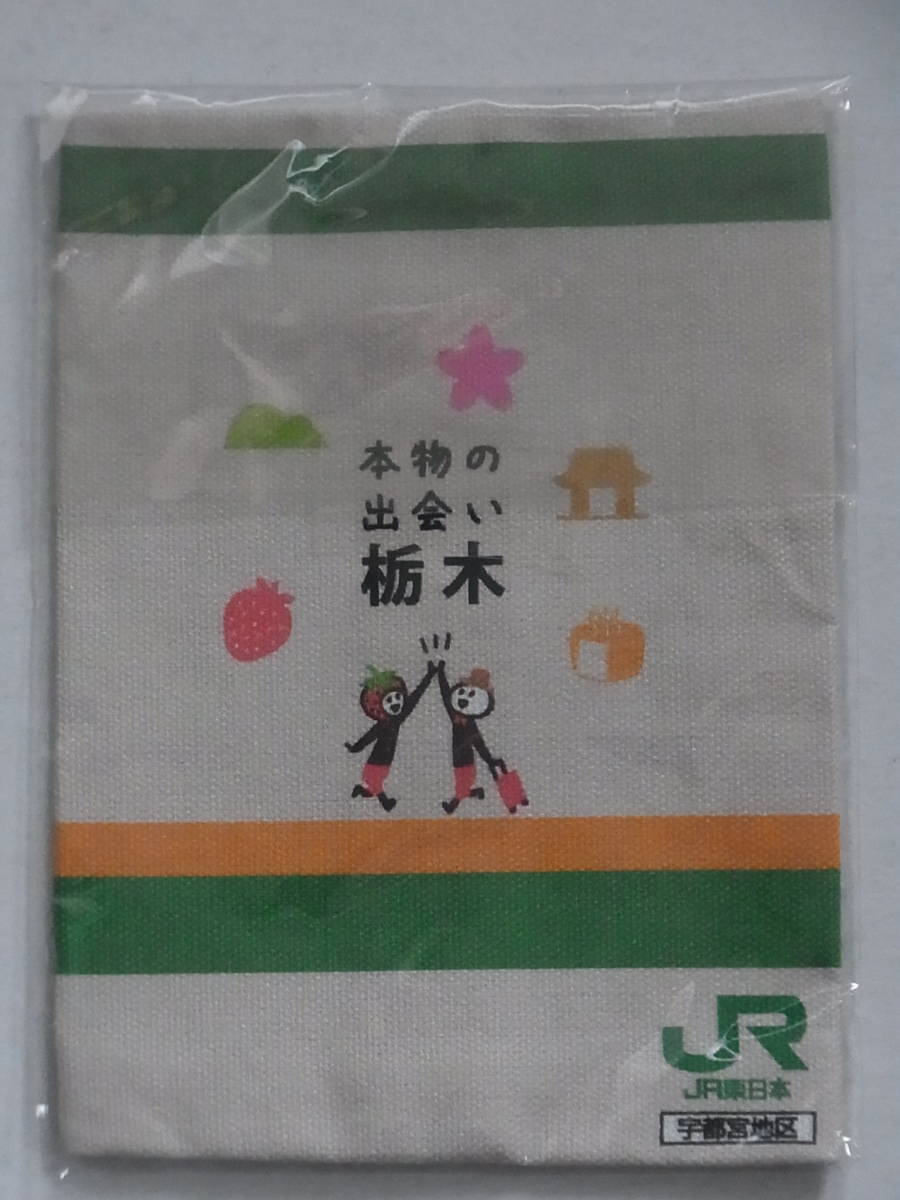 本物の
出会い
栃木
JR
JR東日本
宇都宮地区